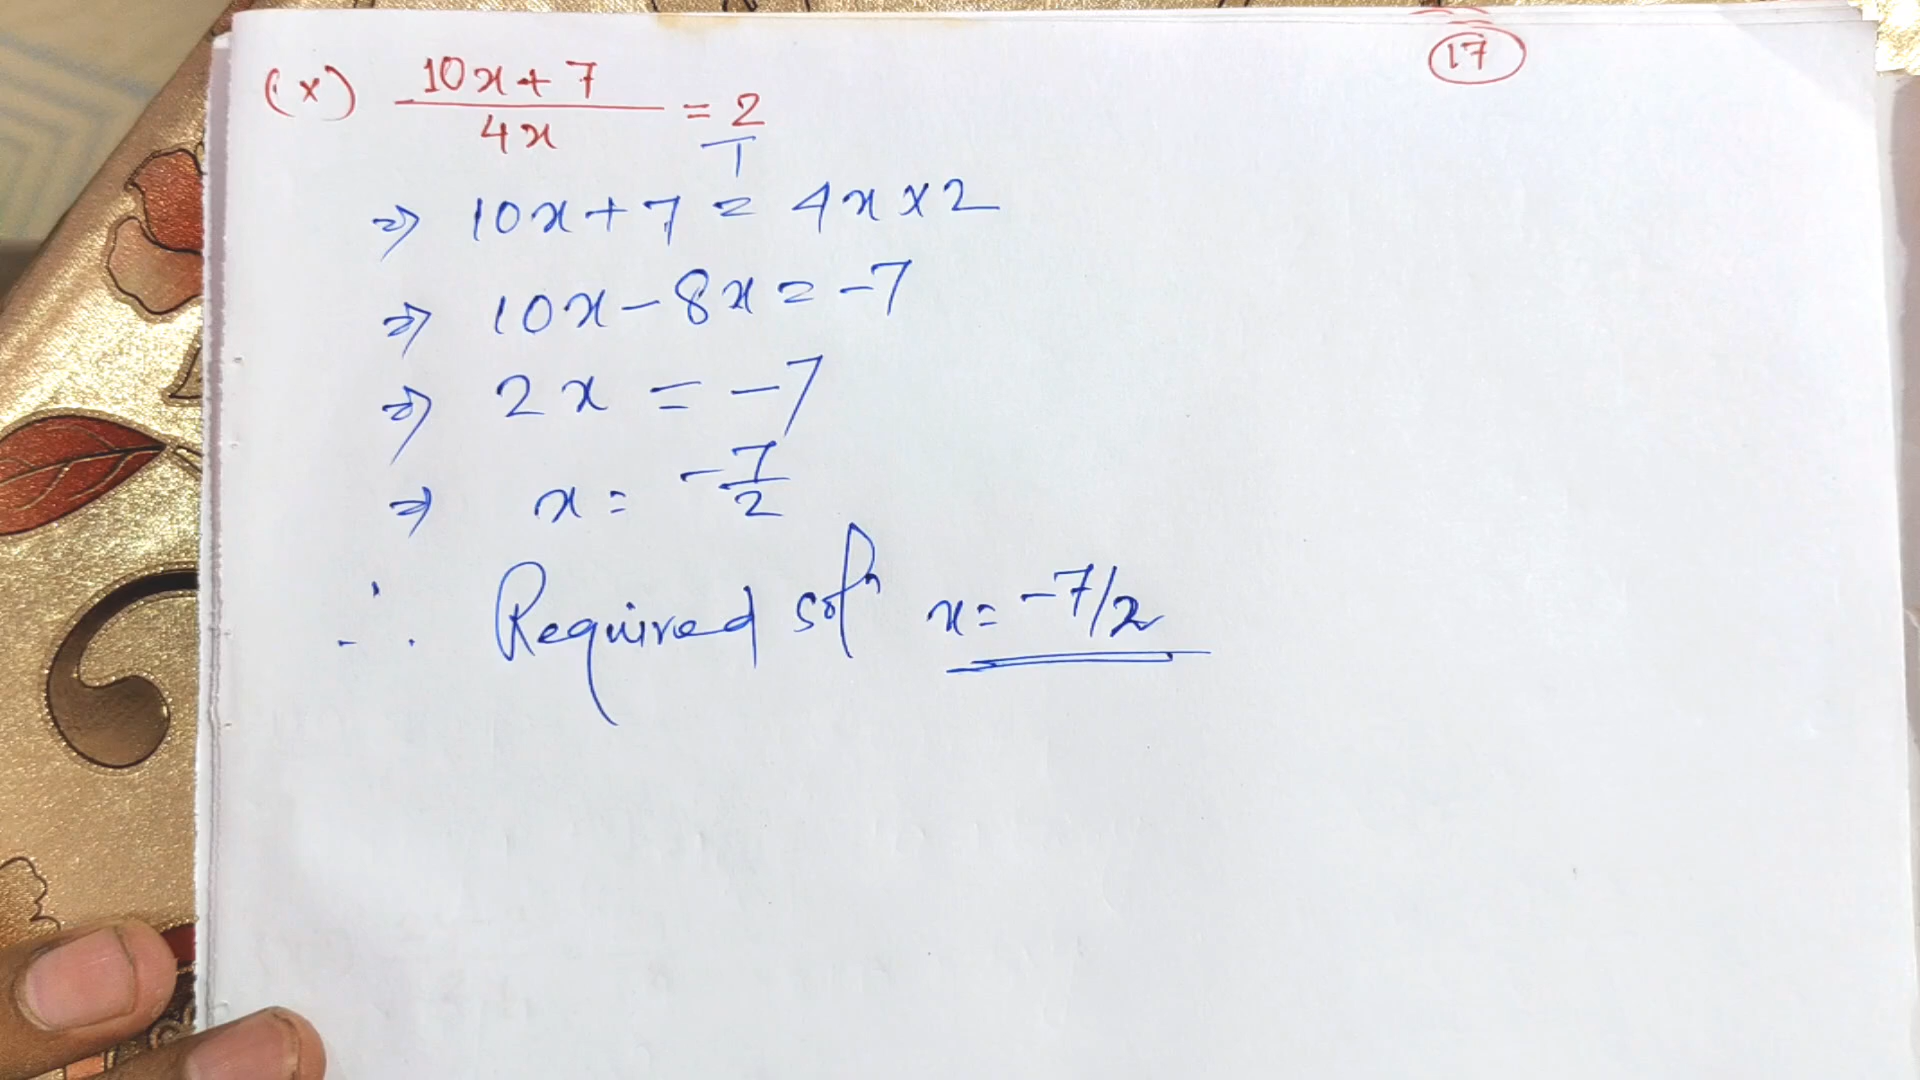 17
(x) 10x+7/4x = 2/1
⇒ 10x+7 = 4x×2
⇒ 10x-8x = -7
⇒ 2x = -7
⇒ x = -7/2
∴ Required solⁿ x = -7/2